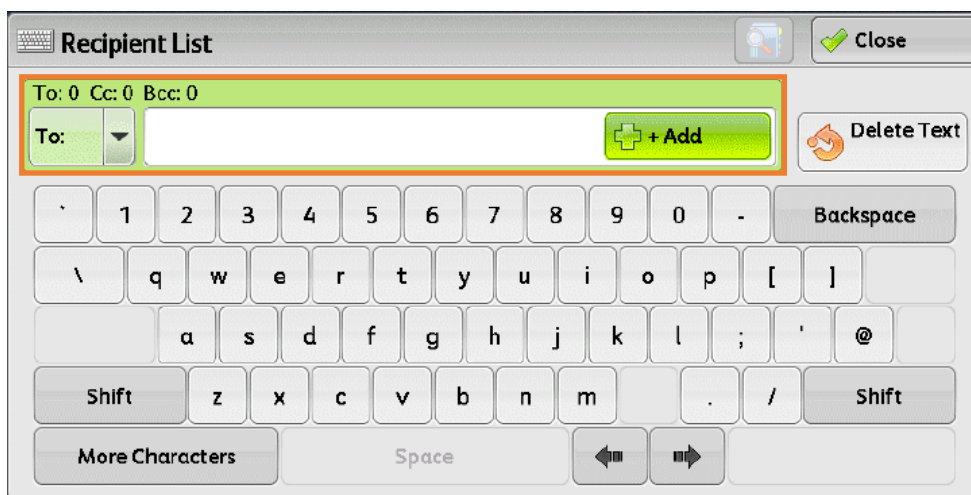 Recipient List
Close
To: 0 Cc: 0 Bcc: 0
To:
+ Add
Delete Text
` 1 2 3 4 5 6 7 8 9 0 - Backspace
\ q w e r t y u i o p [ ]
a s d f g h j k l ; ' @
Shift z x c v b n m . / Shift
More Characters Space